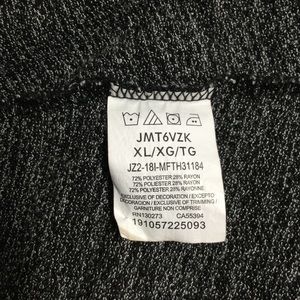 JMT6VZK
XL/XG/TG
JZ2-18I-MFTH31184
72% POLYESTER 28% RAYON
72% POLIESTER 28% RAYON
72% POLYESTER 28% RAYONNE
EXCLUSIVE OF DECORATION / EXCEPTO
DECORACION / EXCLUSIVE OF TRIMMING /
GARNITURE NON COMPRISE
RN130273 CA55394
191057225093